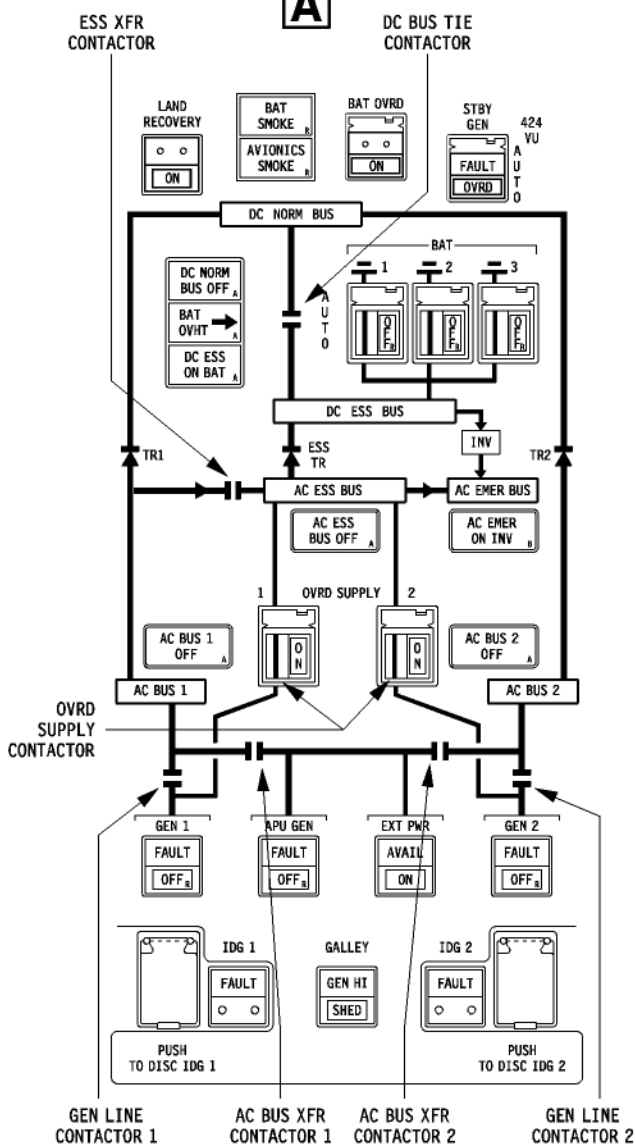 A
ESS XFR
CONTACTOR
DC BUS TIE
CONTACTOR
LAND
RECOVERY
ON
BAT
SMOKE R
AVIONICS
SMOKE R
BAT OVRD
ON
STBY
GEN
424
VU
FAULT
OVRD
AUTO
DC NORM BUS
BAT
1 2 3
DC NORM
BUS OFF A
BAT
OVHT A
DC ESS
ON BAT A
AUTO
OFF R
OFF R
OFF R
DC ESS BUS
INV
TR1
ESS
TR
TR2
AC ESS BUS
AC EMER BUS
AC ESS
BUS OFF A
AC EMER
ON INV B
1 OVRD SUPPLY 2
ON
ON
AC BUS 1
OFF A
AC BUS 2
OFF A
AC BUS 1
AC BUS 2
OVRD
SUPPLY
CONTACTOR
GEN 1
APU GEN
EXT PWR
GEN 2
FAULT
OFF R
FAULT
OFF R
AVAIL
ON
FAULT
OFF R
IDG 1
GALLEY
IDG 2
FAULT
GEN HI
SHED
FAULT
PUSH
TO DISC IDG 1
PUSH
TO DISC IDG 2
GEN LINE
CONTACTOR 1
AC BUS XFR
CONTACTOR 1
AC BUS XFR
CONTACTOR 2
GEN LINE
CONTACTOR 2